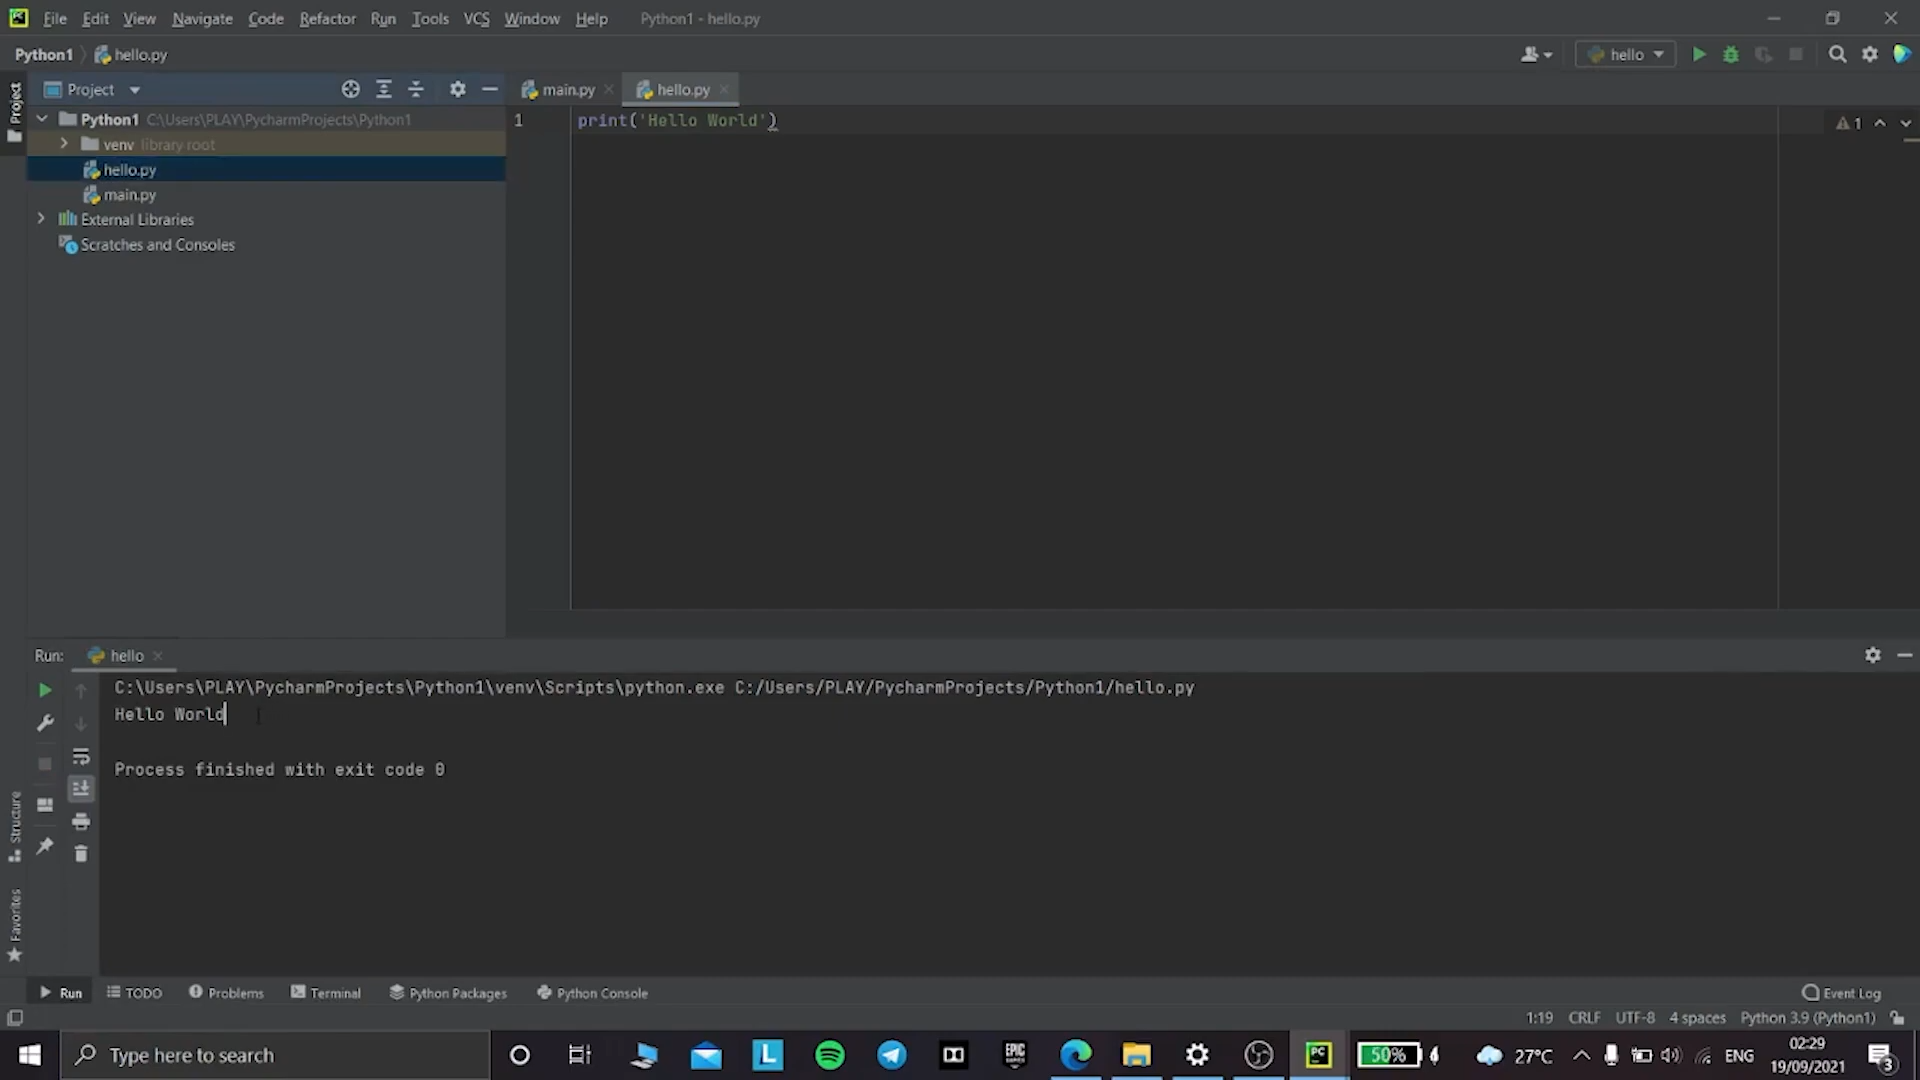 File Edit View Navigate Code Refactor Run Tools VCS Window Help Python1 - hello.py
Python1 hello.py hello
Project
main.py hello.py
Project
Python1 C:\Users\PLAY\PycharmProjects\Python1
1 print('Hello World')
1
venv library root
hello.py
main.py
External Libraries
Scratches and Consoles
Run: hello
C:\Users\PLAY\PycharmProjects\Python1\venv\Scripts\python.exe C:/Users/PLAY/PycharmProjects/Python1/hello.py
Hello World
Process finished with exit code 0
Structure
Favorites
Run TODO Problems Terminal Python Packages Python Console Event Log
1:19 CRLF UTF-8 4 spaces Python 3.9 (Python1)
Type here to search
L
EPIC
PC
50%
27°C
ENG
02:29
19/09/2021
3